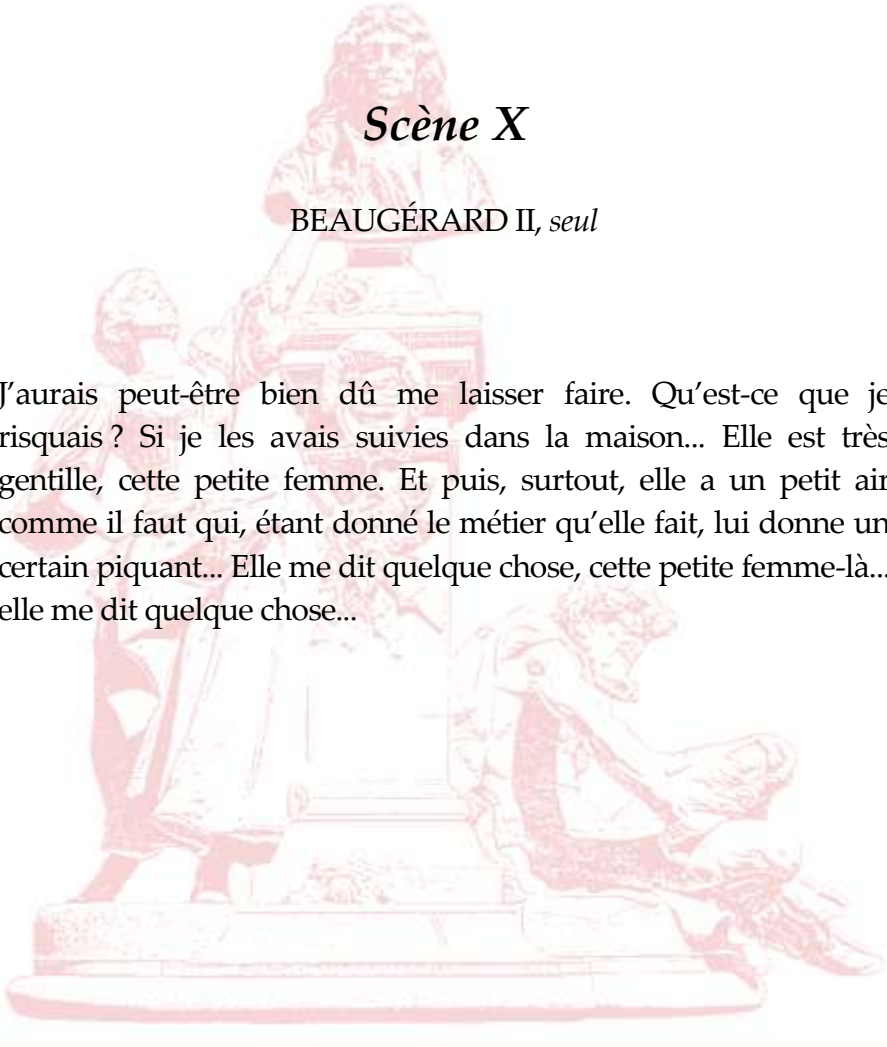 Scène X
BEAUGÉRARD II, seul
J’aurais peut-être bien dû me laisser faire. Qu’est-ce que je
risquais ? Si je les avais suivies dans la maison... Elle est très
gentille, cette petite femme. Et puis, surtout, elle a un petit air
comme il faut qui, étant donné le métier qu’elle fait, lui donne un
certain piquant... Elle me dit quelque chose, cette petite femme-là...
elle me dit quelque chose...